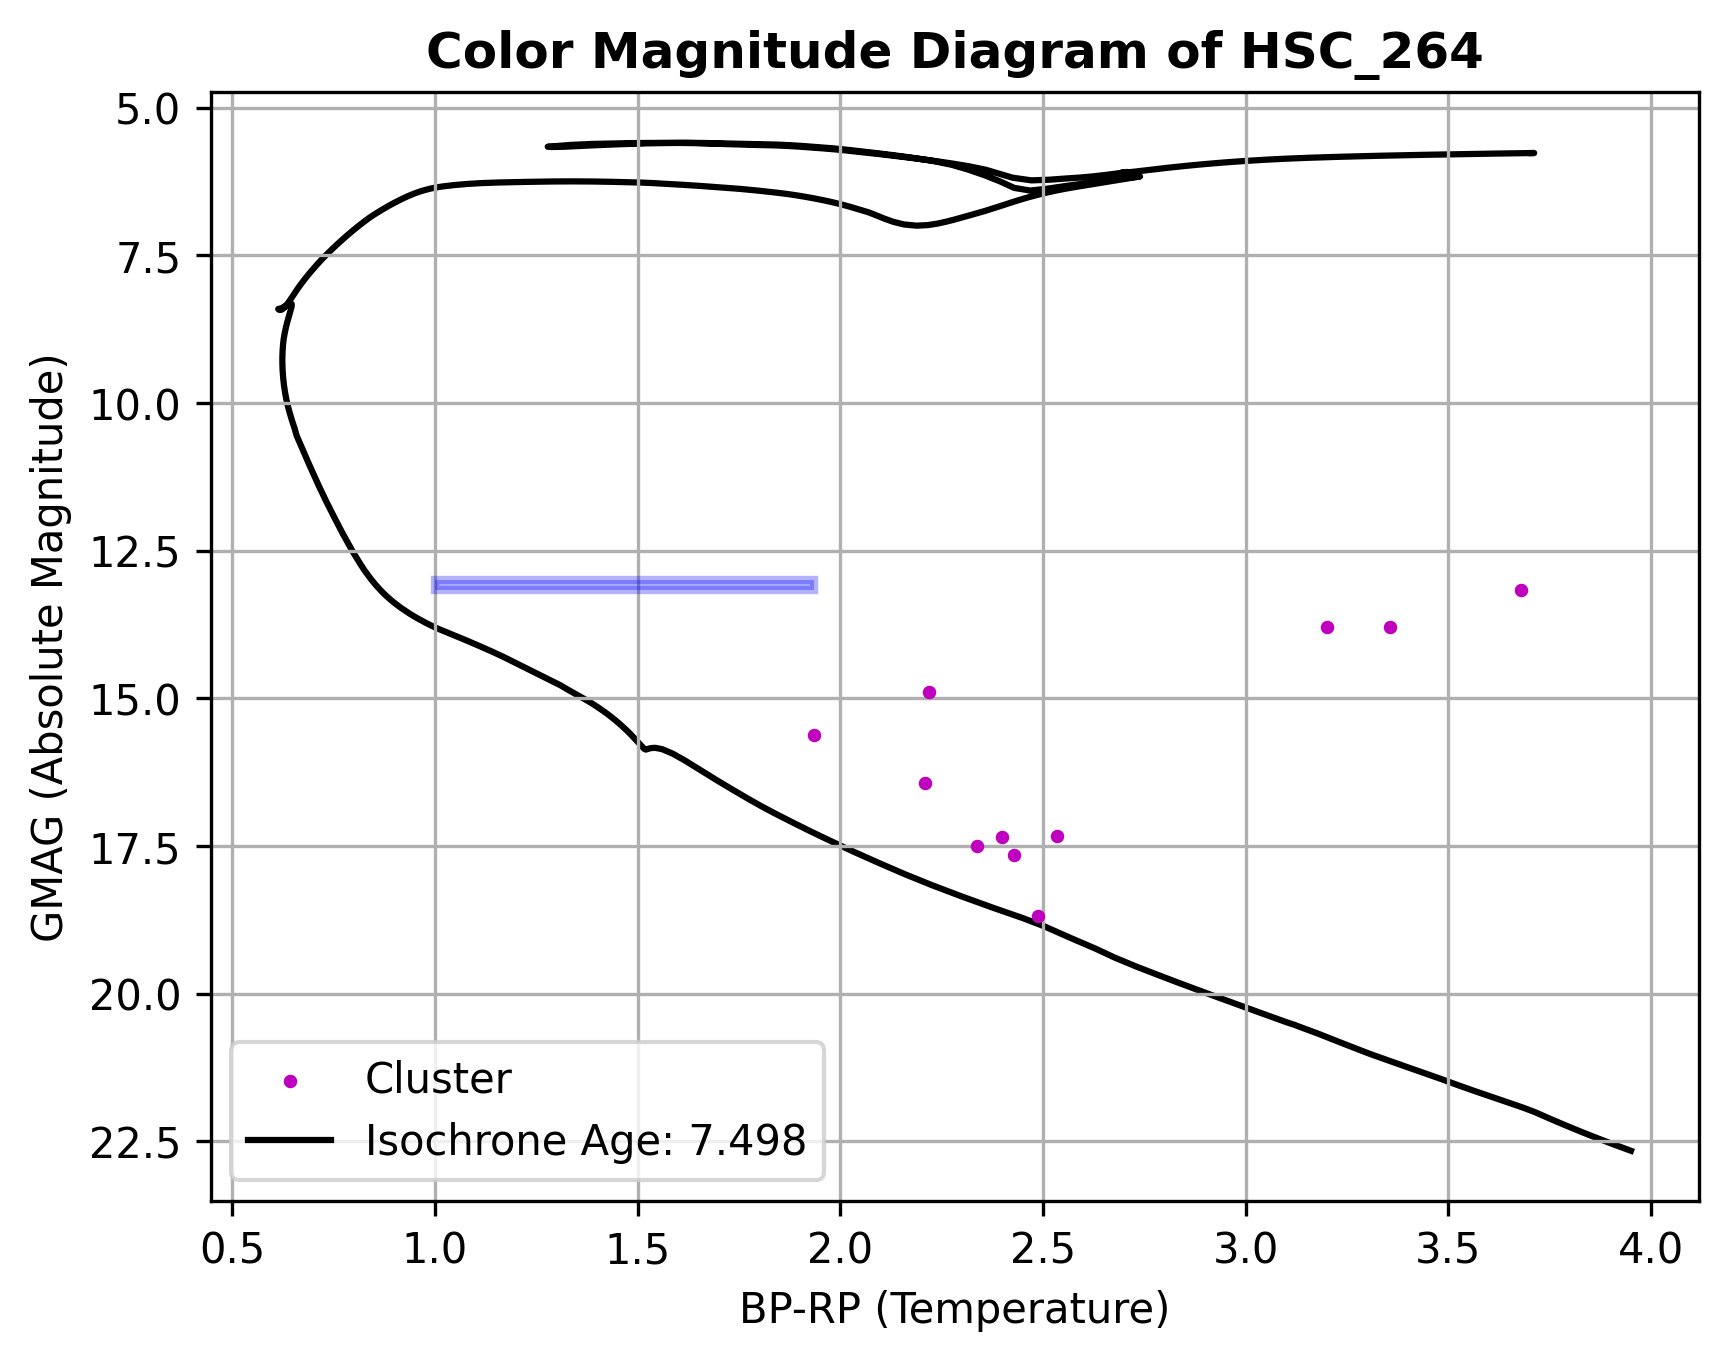 Color Magnitude Diagram of HSC_264
GMAG (Absolute Magnitude)
5.0
7.5
10.0
12.5
15.0
17.5
20.0
22.5
Cluster
Isochrone Age: 7.498
0.5 1.0 1.5 2.0 2.5 3.0 3.5 4.0
BP-RP (Temperature)